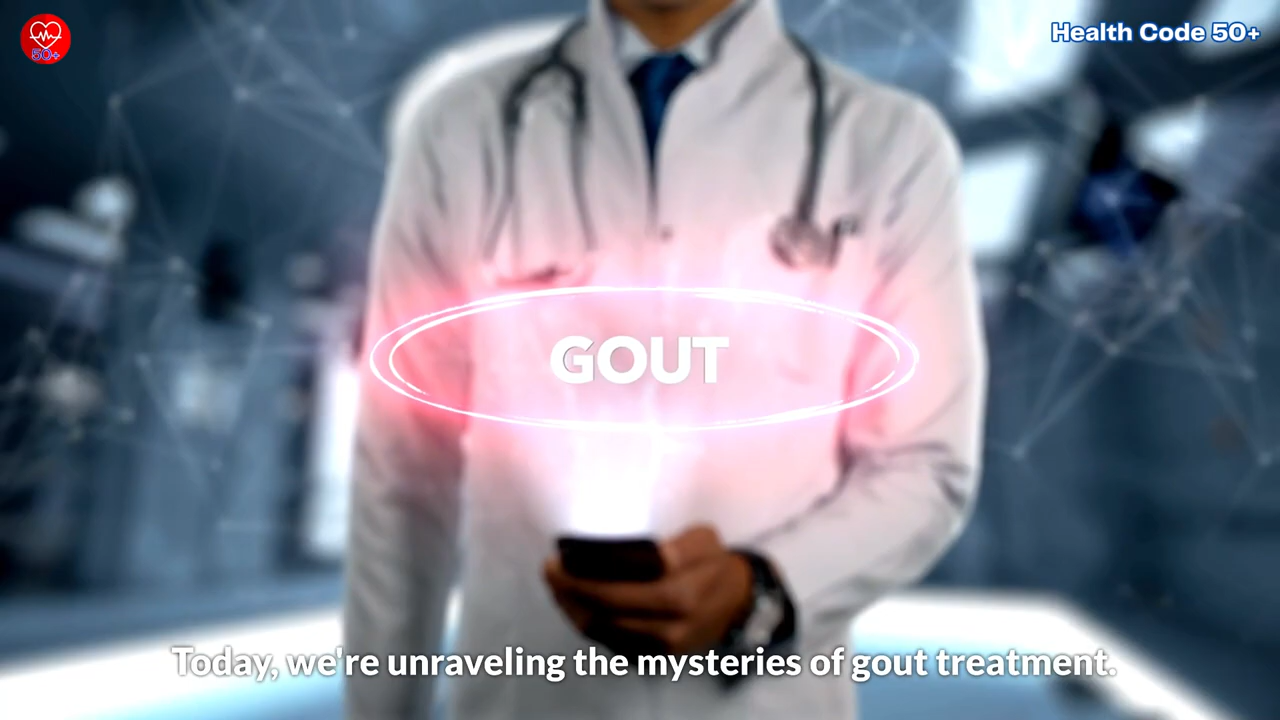 50+
Health Code 50+
GOUT
Today, we're unraveling the mysteries of gout treatment.